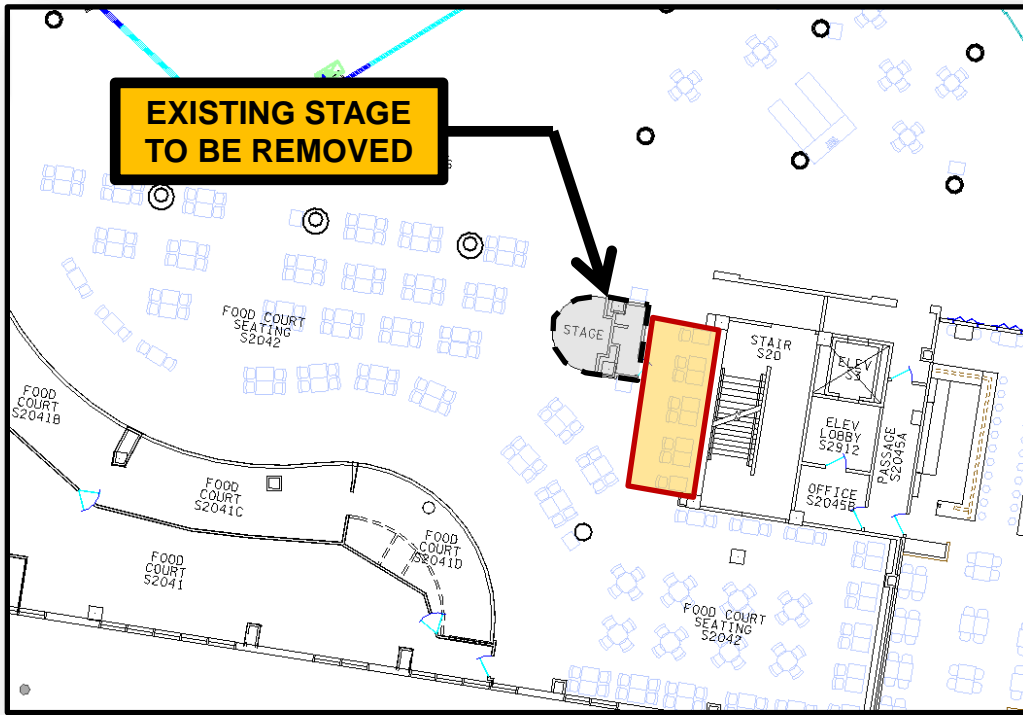 EXISTING STAGE
TO BE REMOVED
STAGE
FOOD COURT
SEATING
S2042
STAIR
S2D
ELEV
S3
ELEV
LOBBY
S2912
PASSAGE
S2045A
OFFICE
S2045B
FOOD
COURT
S2041B
FOOD
COURT
S2041C
FOOD
COURT
S2041D
FOOD
COURT
S2041
FOOD COURT
SEATING
S2042